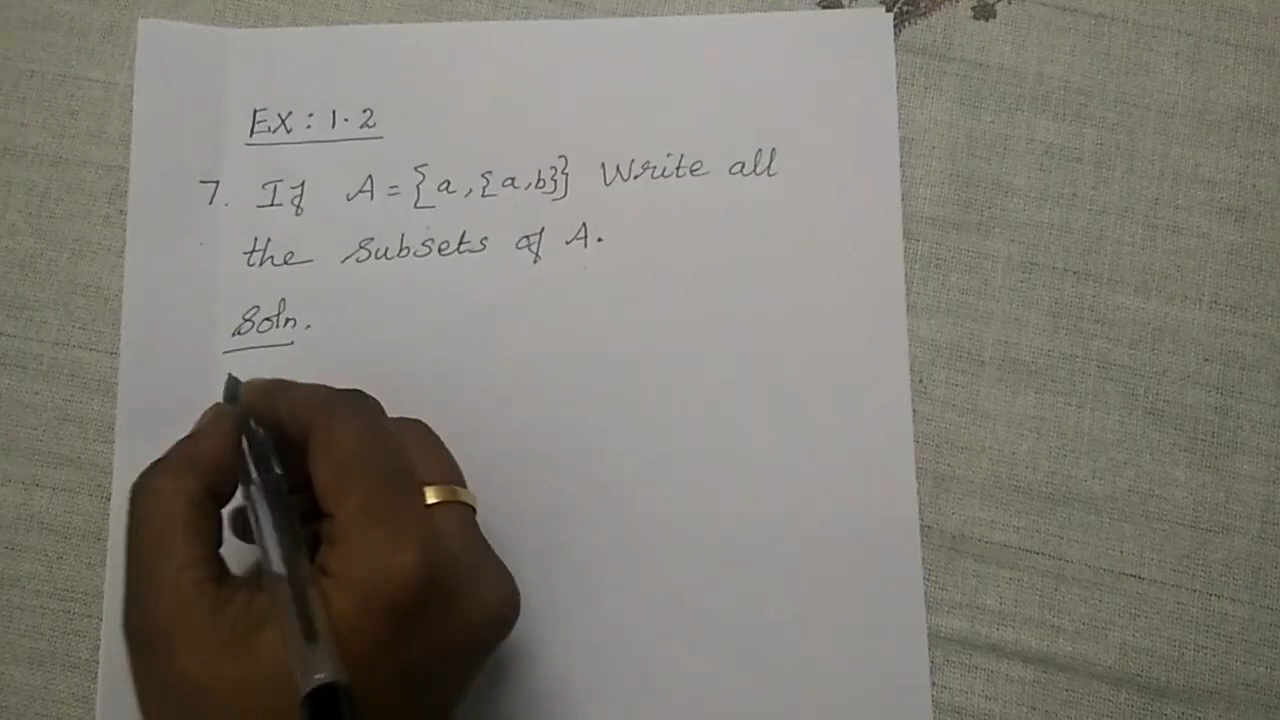 EX : 1.2
7. If A = {a, {a, b}} Write all
the Subsets of A.
Soln.